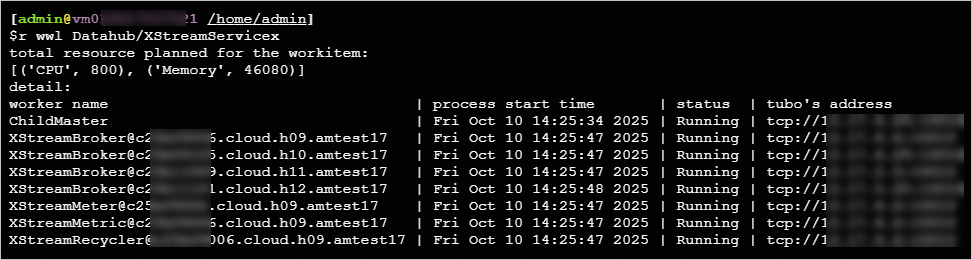 [admin@vm0 21 /home/admin]
$r wwl Datahub/XStreamServicex
total resource planned for the workitem:
[('CPU', 800), ('Memory', 46080)]
detail:
worker name | process start time | status | tubo's address
ChildMaster | Fri Oct 10 14:25:34 2025 | Running | tcp://1
XStreamBroker@c2 6.cloud.h09.amtest17 | Fri Oct 10 14:25:47 2025 | Running | tcp://1
XStreamBroker@c2 6.cloud.h10.amtest17 | Fri Oct 10 14:25:47 2025 | Running | tcp://1
XStreamBroker@c2 .cloud.h11.amtest17 | Fri Oct 10 14:25:47 2025 | Running | tcp://1
XStreamBroker@c2 1.cloud.h12.amtest17 | Fri Oct 10 14:25:48 2025 | Running | tcp://1
XStreamMeter@c25 .cloud.h09.amtest17 | Fri Oct 10 14:25:47 2025 | Running | tcp://1
XStreamMetric@c2 6.cloud.h09.amtest17 | Fri Oct 10 14:25:47 2025 | Running | tcp://1
XStreamRecycler@ 006.cloud.h09.amtest17 | Fri Oct 10 14:25:47 2025 | Running | tcp://1